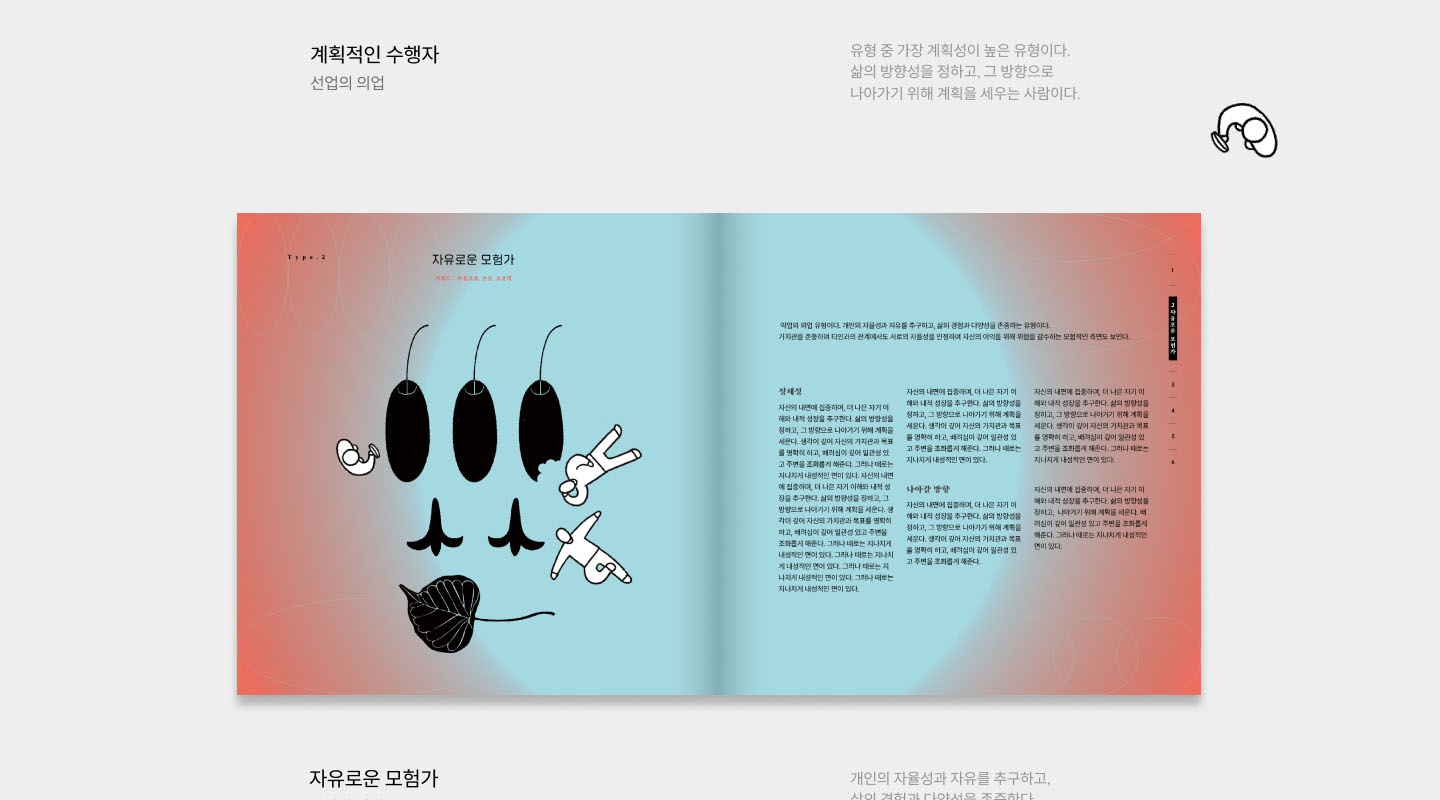 계획적인 수행자
선업의 의업
유형 중 가장 계획성이 높은 유형이다.
삶의 방향성을 정하고, 그 방향으로
나아가기 위해 계획을 세우는 사람이다.
Type.2
자유로운 모험가
키워드 : 자유로움, 존중, 모험력
악업의 의업 유형이다. 개인의 자율성과 자유를 추구하고, 삶의 경험과 다양성을 존중하는 유형이다.
가치관을 존중하며 타인과의 관계에서도 서로의 자율성을 인정하며 자신의 이익을 위해 위험을 감수하는 모험적인 측면도 보인다.
정체성
자신의 내면에 집중하며, 더 나은 자기 이
해와 내적 성장을 추구한다. 삶의 방향성을
정하고, 그 방향으로 나아가기 위해 계획을
세운다. 생각이 깊어 자신의 가치관과 목표
를 명확히 하고, 배려심이 깊어 일관성 있
고 주변을 조화롭게 해준다. 그러나 때로는
지나치게 내성적인 면이 있다. 자신의 내면
에 집중하며, 더 나은 자기 이해와 내적 성
장을 추구한다. 삶의 방향성을 정하고, 그
방향으로 나아가기 위해 계획을 세운다. 생
각이 깊어 자신의 가치관과 목표를 명확히
하고, 배려심이 깊어 일관성 있고 주변을
조화롭게 해준다. 그러나 때로는 지나치게
내성적인 면이 있다. 그러나 때로는 지나치
게 내성적인 면이 있다. 그러나 때로는 지
나치게 내성적인 면이 있다. 그러나 때로는
지나치게 내성적인 면이 있다.
자신의 내면에 집중하며, 더 나은 자기 이
해와 내적 성장을 추구한다. 삶의 방향성을
정하고, 그 방향으로 나아가기 위해 계획을
세운다. 생각이 깊어 자신의 가치관과 목표
를 명확히 하고, 배려심이 깊어 일관성 있
고 주변을 조화롭게 해준다. 그러나 때로는
지나치게 내성적인 면이 있다.
나아갈 방향
자신의 내면에 집중하며, 더 나은 자기 이
해와 내적 성장을 추구한다. 삶의 방향성을
정하고, 그 방향으로 나아가기 위해 계획을
세운다. 생각이 깊어 자신의 가치관과 목표
를 명확히 하고, 배려심이 깊어 일관성 있
고 주변을 조화롭게 해준다.
자신의 내면에 집중하며, 더 나은 자기 이
해와 내적 성장을 추구한다. 삶의 방향성을
정하고, 그 방향으로 나아가기 위해 계획을
세운다. 생각이 깊어 자신의 가치관과 목표
를 명확히 하고, 배려심이 깊어 일관성 있
고 주변을 조화롭게 해준다. 그러나 때로는
지나치게 내성적인 면이 있다.
자신의 내면에 집중하며, 더 나은 자기 이
해와 내적 성장을 추구한다. 삶의 방향성을
정하고, 나아가기 위해 계획을 세운다. 배
려심이 깊어 일관성 있고 주변을 조화롭게
해준다. 그러나 때로는 지나치게 내성적인
면이 있다.
1
2 자유로운 모험가
3
4
5
6
자유로운 모험가
개인의 자율성과 자유를 추구하고,
삶의 경험과 다양성을 존중한다.